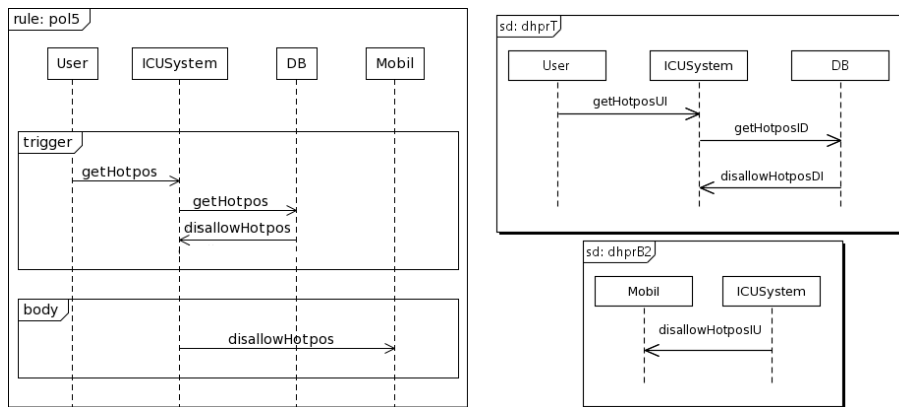 rule: pol5
User ICUSystem DB Mobil
trigger
getHotpos
getHotpos
disallowHotpos
body
disallowHotpos
sd: dhprT
User ICUSystem DB
getHotposUI
getHotposID
disallowHotposDI
sd: dhprB2
Mobil ICUSystem
disallowHotposIU